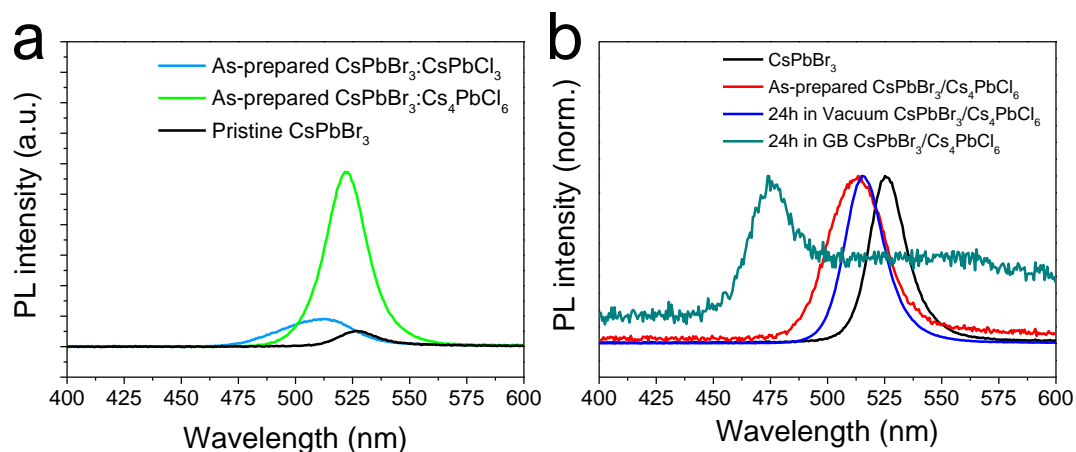 a
As-prepared CsPbBr₃:CsPbCl₃
As-prepared CsPbBr₃:Cs₄PbCl₆
Pristine CsPbBr₃
PL intensity (a.u.)
400 425 450 475 500 525 550 575 600
Wavelength (nm)
b
CsPbBr₃
As-prepared CsPbBr₃/Cs₄PbCl₆
24h in Vacuum CsPbBr₃/Cs₄PbCl₆
24h in GB CsPbBr₃/Cs₄PbCl₆
PL intensity (norm.)
400 425 450 475 500 525 550 575 600
Wavelength (nm)